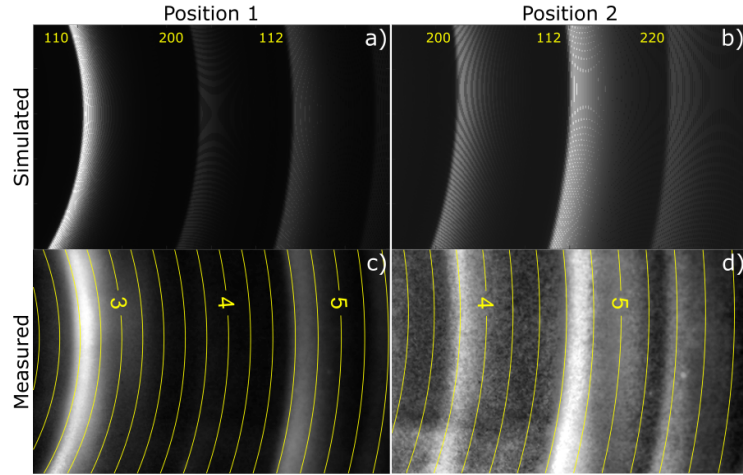 Position 1
Position 2
Simulated
110
200
112
a)
200
112
220
b)
Measured
c)
3
4
5
d)
4
5